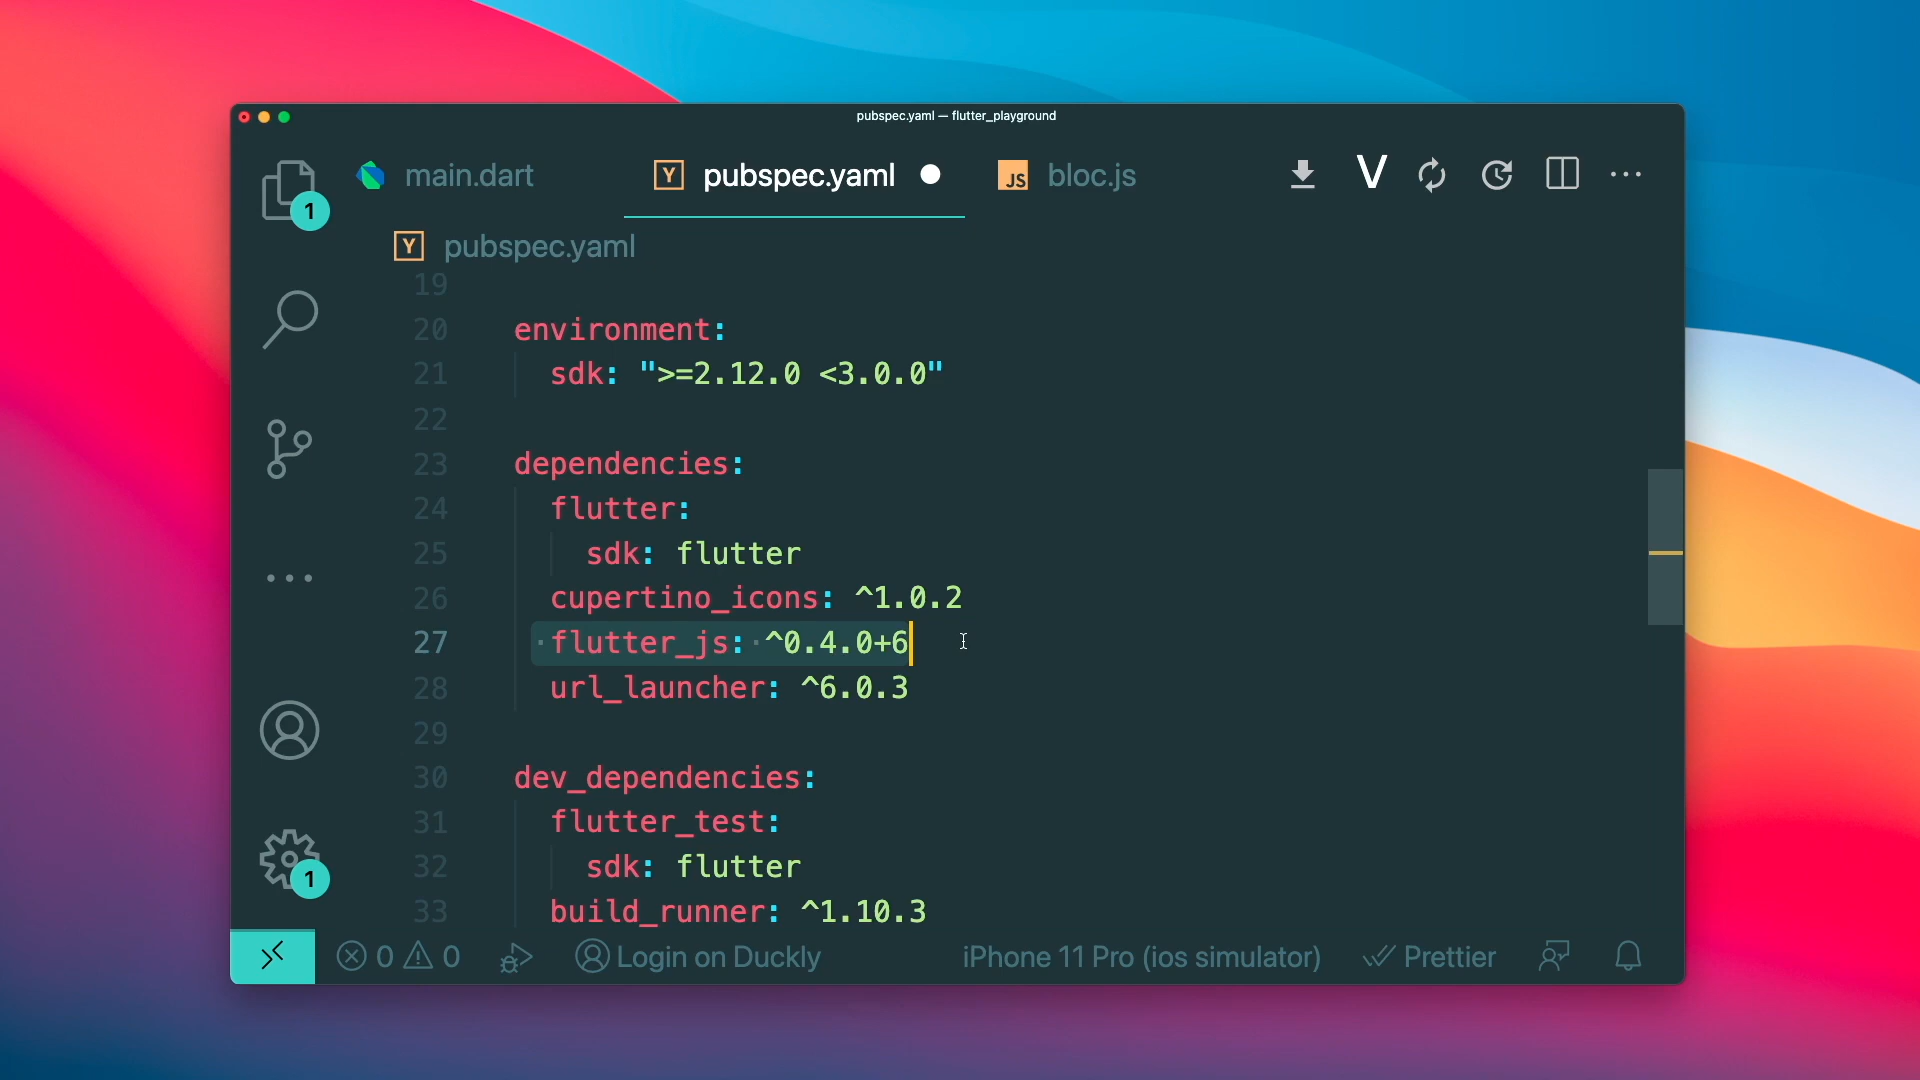 pubspec.yaml — flutter_playground
main.dart
Y pubspec.yaml
JS bloc.js
V
1
Y pubspec.yaml
19
20 environment:
21 sdk: ">=2.12.0 <3.0.0"
22
23 dependencies:
24 flutter:
25 sdk: flutter
26 cupertino_icons: ^1.0.2
27 flutter_js: ^0.4.0+6
28 url_launcher: ^6.0.3
29
30 dev_dependencies:
31 flutter_test:
32 sdk: flutter
33 build_runner: ^1.10.3
1
0 0 Login on Duckly iPhone 11 Pro (ios simulator) Prettier